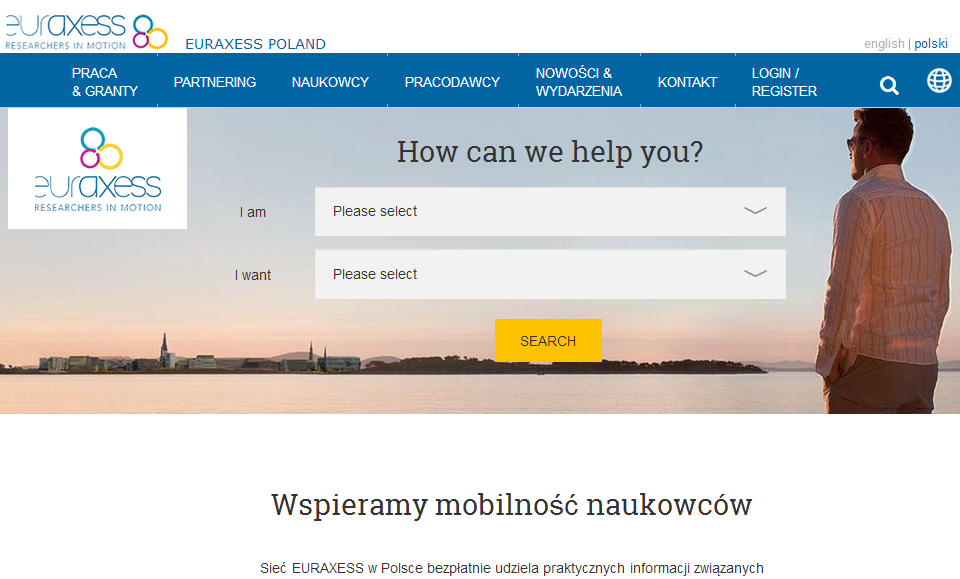 euraxess
RESEARCHERS IN MOTION
EURAXESS POLAND
english | polski
PRACA
& GRANTY
PARTNERING
NAUKOWCY
PRACODAWCY
NOWOŚCI &
WYDARZENIA
KONTAKT
LOGIN /
REGISTER
euraxess
RESEARCHERS IN MOTION
How can we help you?
I am
Please select
I want
Please select
SEARCH
Wspieramy mobilność naukowców
Sieć EURAXESS w Polsce bezpłatnie udziela praktycznych informacji związanych